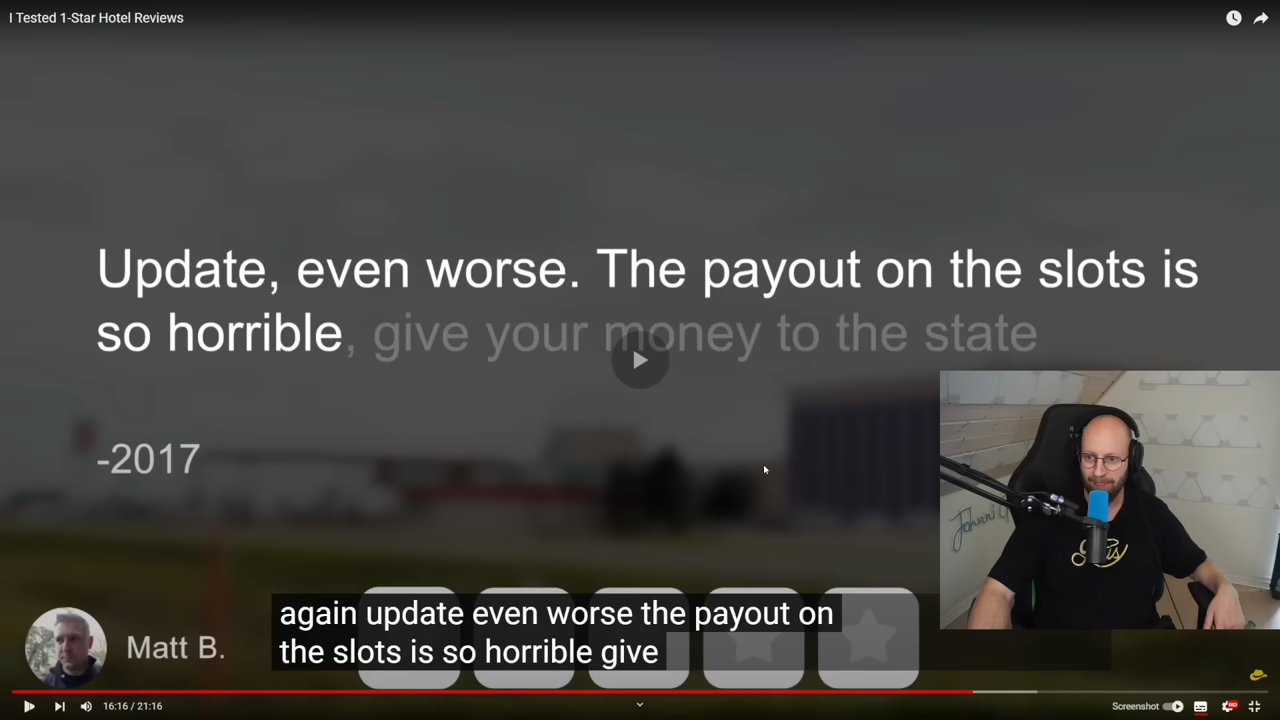 I Tested 1-Star Hotel Reviews
Update, even worse. The payout on the slots is
so horrible, give your money to the state
-2017
Matt B.
again update even worse the payout on
the slots is so horrible give
16:16 / 21:16
Screenshot
HD